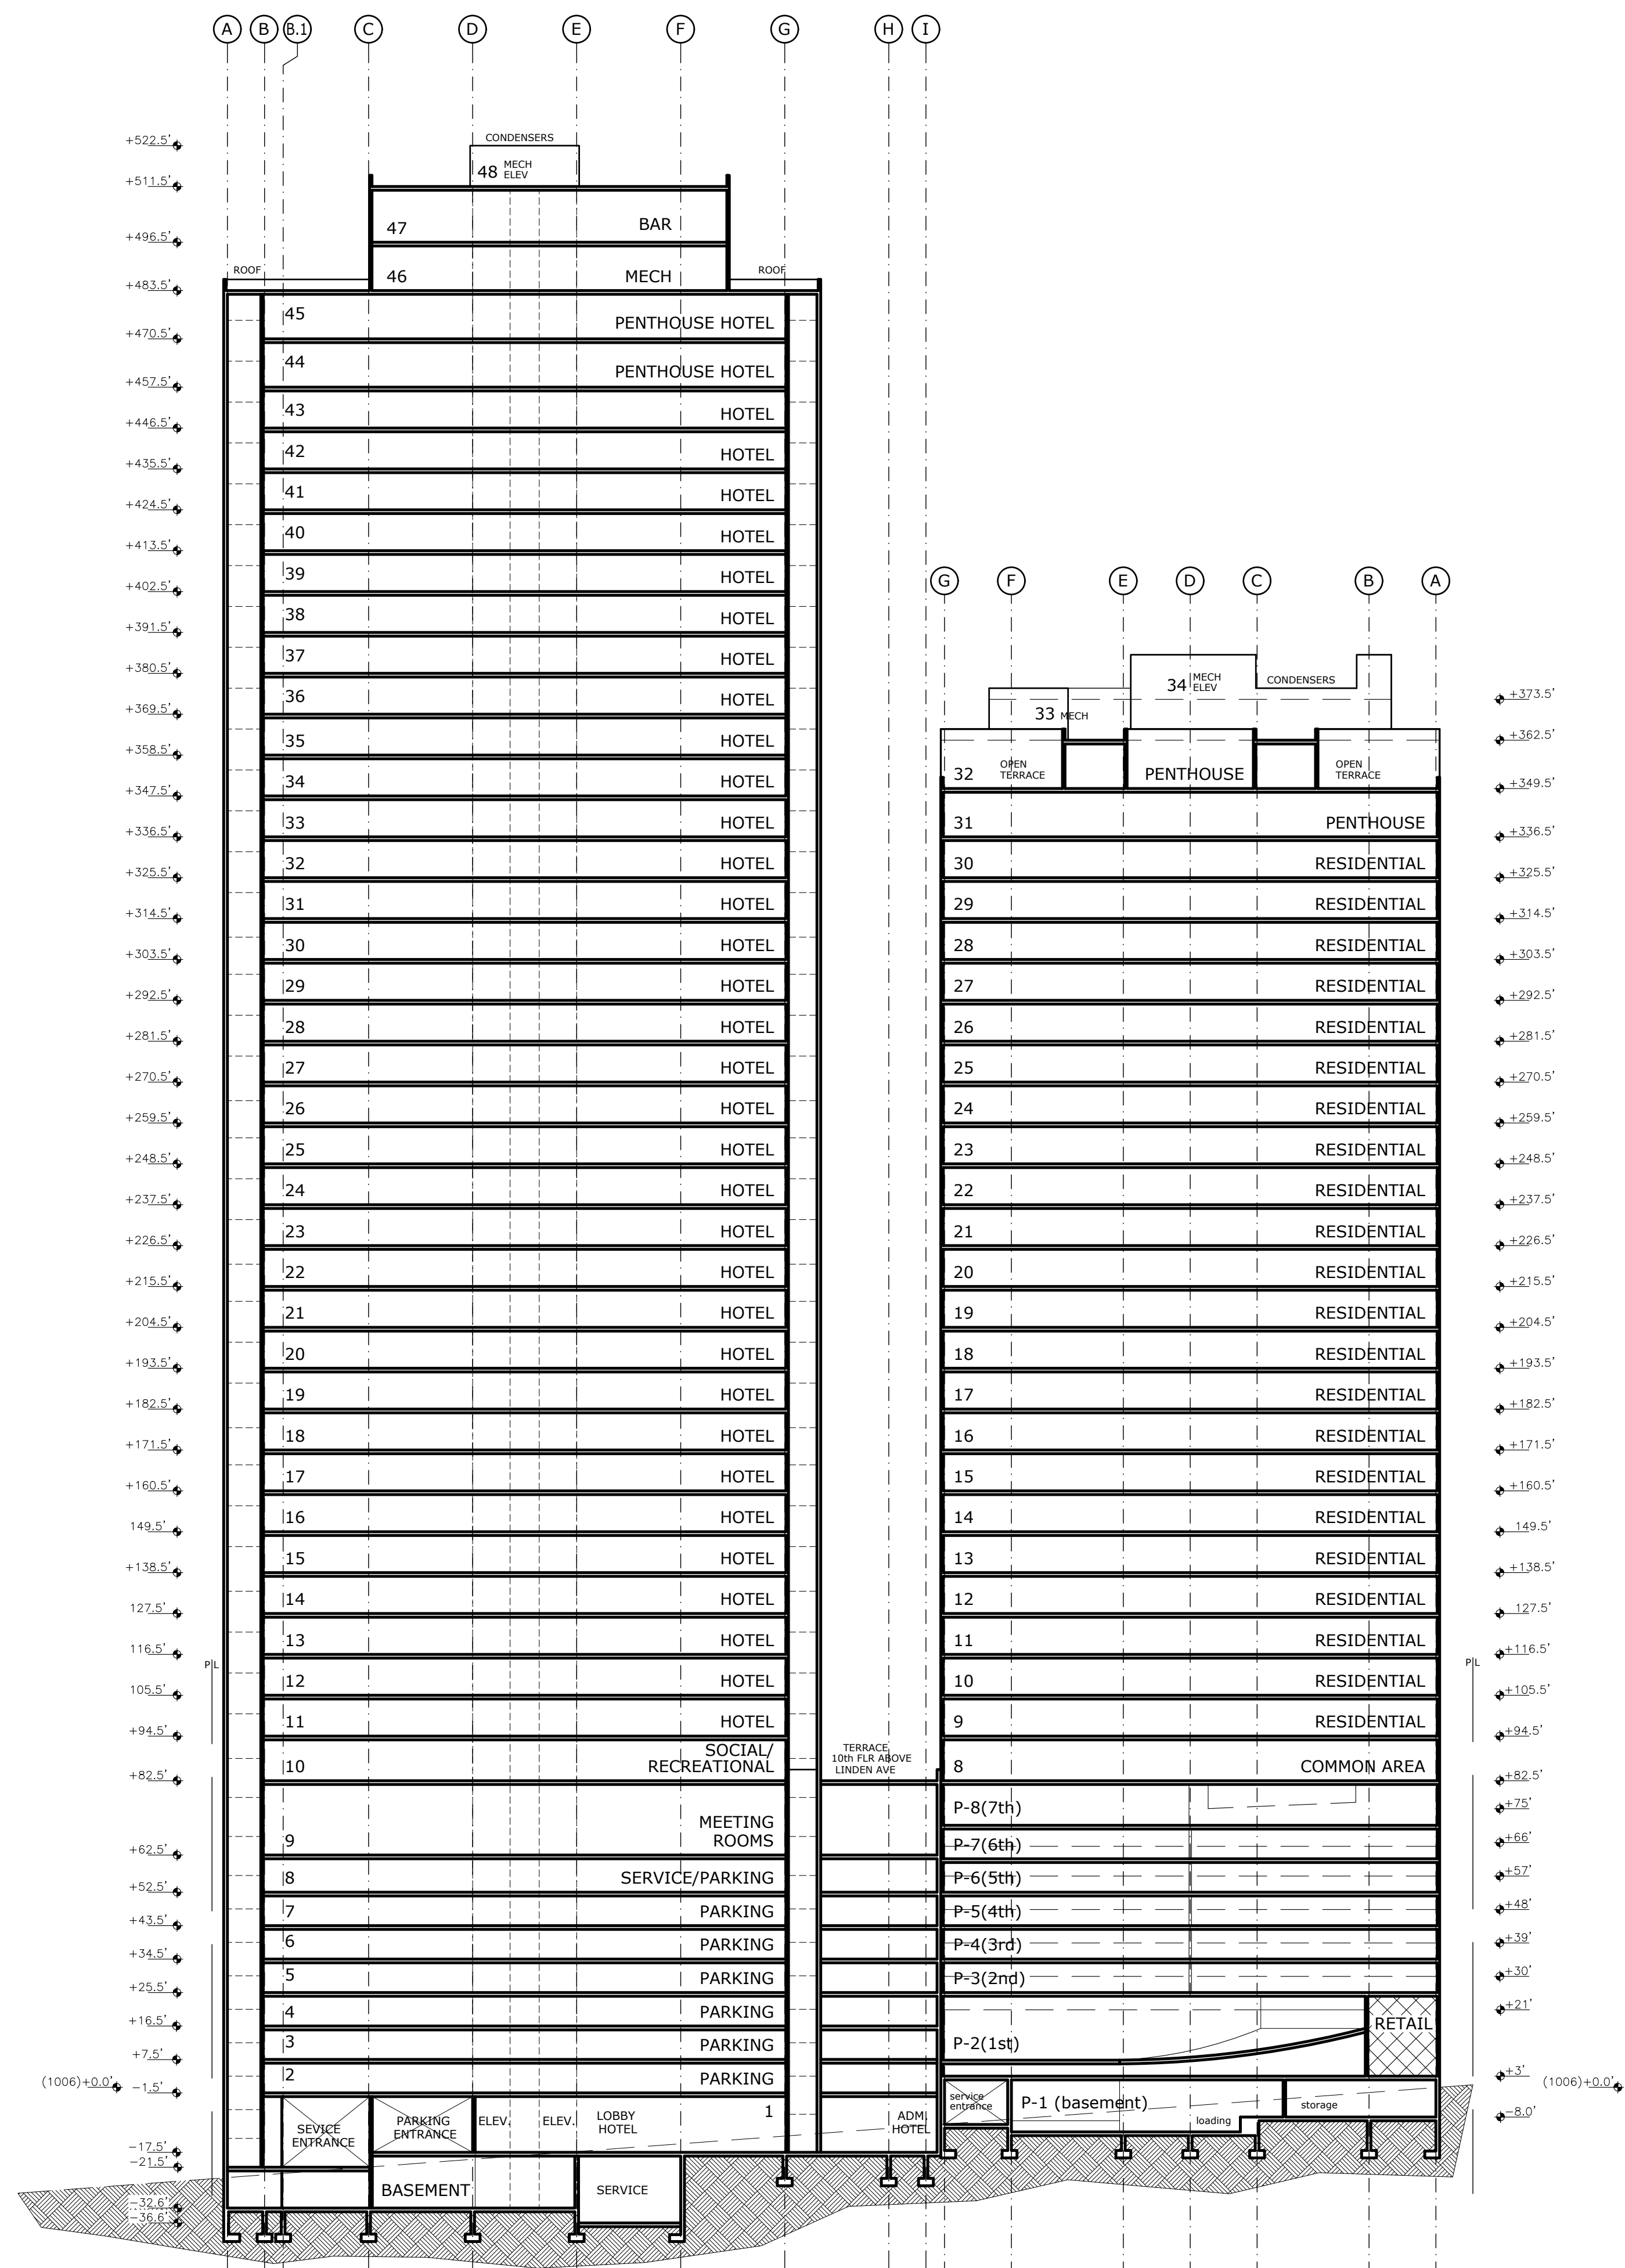 A B B.1 C D E F G H I
CONDENSERS
+522.5'
48 MECH
ELEV
+511.5'
47 BAR
+496.5'
ROOF 46 MECH ROOF
+483.5'
45 PENTHOUSE HOTEL
+470.5'
44 PENTHOUSE HOTEL
+457.5'
43 HOTEL
+446.5'
42 HOTEL
+435.5'
41 HOTEL
+424.5'
40 HOTEL
+413.5'
39 HOTEL
+402.5'
38 HOTEL
+391.5'
37 HOTEL
+380.5'
36 HOTEL
+369.5'
35 HOTEL
+358.5'
34 HOTEL
+347.5'
33 HOTEL
+336.5'
32 HOTEL
+325.5'
31 HOTEL
+314.5'
30 HOTEL
+303.5'
29 HOTEL
+292.5'
28 HOTEL
+281.5'
27 HOTEL
+270.5'
26 HOTEL
+259.5'
25 HOTEL
+248.5'
24 HOTEL
+237.5'
23 HOTEL
+226.5'
22 HOTEL
+215.5'
21 HOTEL
+204.5'
20 HOTEL
+193.5'
19 HOTEL
+182.5'
18 HOTEL
+171.5'
17 HOTEL
+160.5'
16 HOTEL
149.5'
15 HOTEL
+138.5'
14 HOTEL
127.5'
13 HOTEL
116.5'
P L
12 HOTEL
105.5'
11 HOTEL
+94.5'
SOCIAL/
10 RECREATIONAL
+82.5'
MEETING
9 ROOMS
+62.5'
8 SERVICE/PARKING
+52.5'
7 PARKING
+43.5'
6 PARKING
+34.5'
5 PARKING
+25.5'
4 PARKING
+16.5'
3 PARKING
+7.5'
2 PARKING
(1006)+0.0' -1.5'
1
SEVICE
ENTRANCE
PARKING
ENTRANCE
ELEV. ELEV.
LOBBY
HOTEL
ADM.
HOTEL
-17.5'
-21.5'
BASEMENT SERVICE
-32.6'
-36.6'
TERRACE
10th FLR ABOVE
LINDEN AVE
G F E D C B A
34 MECH
ELEV
CONDENSERS
+373.5'
33 MECH
+362.5'
32 OPEN
TERRACE
PENTHOUSE
OPEN
TERRACE
+349.5'
31 PENTHOUSE
+336.5'
30 RESIDENTIAL
+325.5'
29 RESIDENTIAL
+314.5'
28 RESIDENTIAL
+303.5'
27 RESIDENTIAL
+292.5'
26 RESIDENTIAL
+281.5'
25 RESIDENTIAL
+270.5'
24 RESIDENTIAL
+259.5'
23 RESIDENTIAL
+248.5'
22 RESIDENTIAL
+237.5'
21 RESIDENTIAL
+226.5'
20 RESIDENTIAL
+215.5'
19 RESIDENTIAL
+204.5'
18 RESIDENTIAL
+193.5'
17 RESIDENTIAL
+182.5'
16 RESIDENTIAL
+171.5'
15 RESIDENTIAL
+160.5'
14 RESIDENTIAL
149.5'
13 RESIDENTIAL
+138.5'
12 RESIDENTIAL
127.5'
11 RESIDENTIAL
+116.5'
P L
10 RESIDENTIAL
+105.5'
9 RESIDENTIAL
+94.5'
8 COMMON AREA
+82.5'
P-8(7th)
+75'
P-7(6th)
+66'
P-6(5th)
+57'
P-5(4th)
+48'
P-4(3rd)
+39'
P-3(2nd)
+30'
+21'
RETAIL
P-2(1st)
+3'
(1006)+0.0'
service
entrance
P-1 (basement)
loading
storage
-8.0'